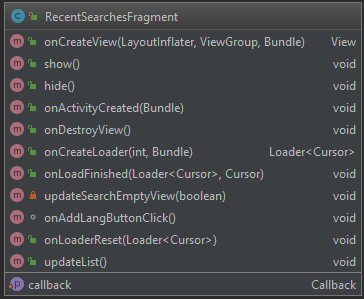 RecentSearchesFragment
onCreateView(LayoutInflater, ViewGroup, Bundle) View
show() void
hide() void
onActivityCreated(Bundle) void
onDestroyView() void
onCreateLoader(int, Bundle) Loader<Cursor>
onLoadFinished(Loader<Cursor>, Cursor) void
updateSearchEmptyView(boolean) void
onAddLangButtonClick() void
onLoaderReset(Loader<Cursor>) void
updateList() void
callback Callback